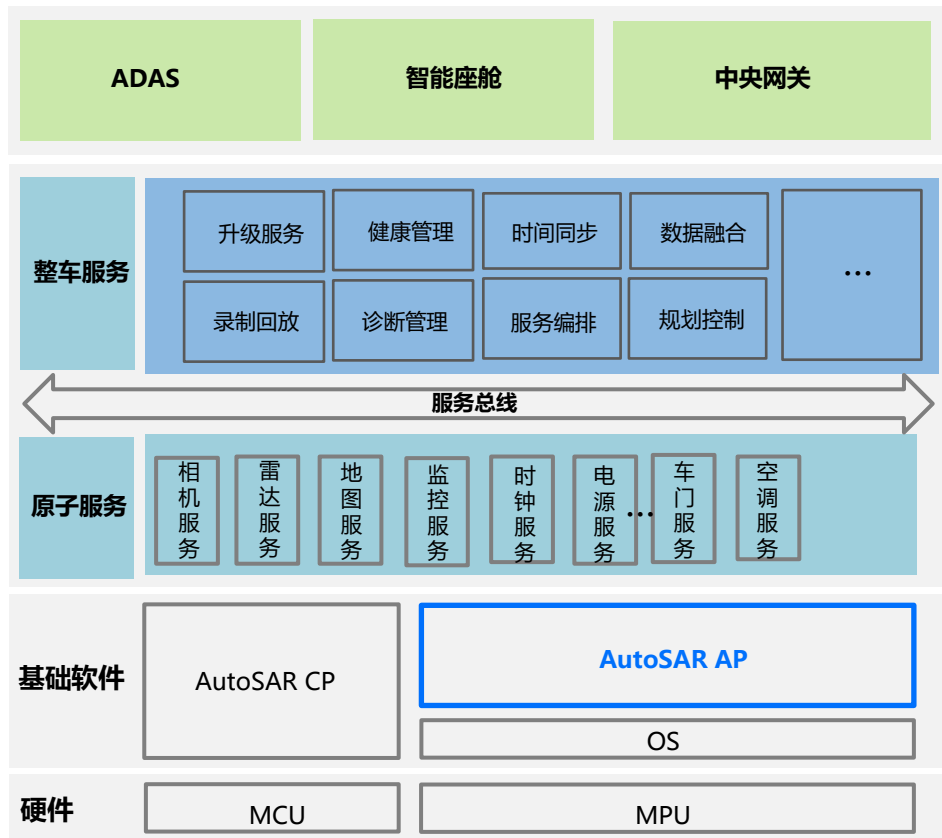 ADAS
智能座舱
中央网关
整车服务
升级服务
健康管理
时间同步
数据融合
...
录制回放
诊断管理
服务编排
规划控制
服务总线
原子服务
相机服务
雷达服务
地图服务
监控服务
时钟服务
电源服务
...
车门服务
空调服务
基础软件
AutoSAR CP
AutoSAR AP
OS
硬件
MCU
MPU